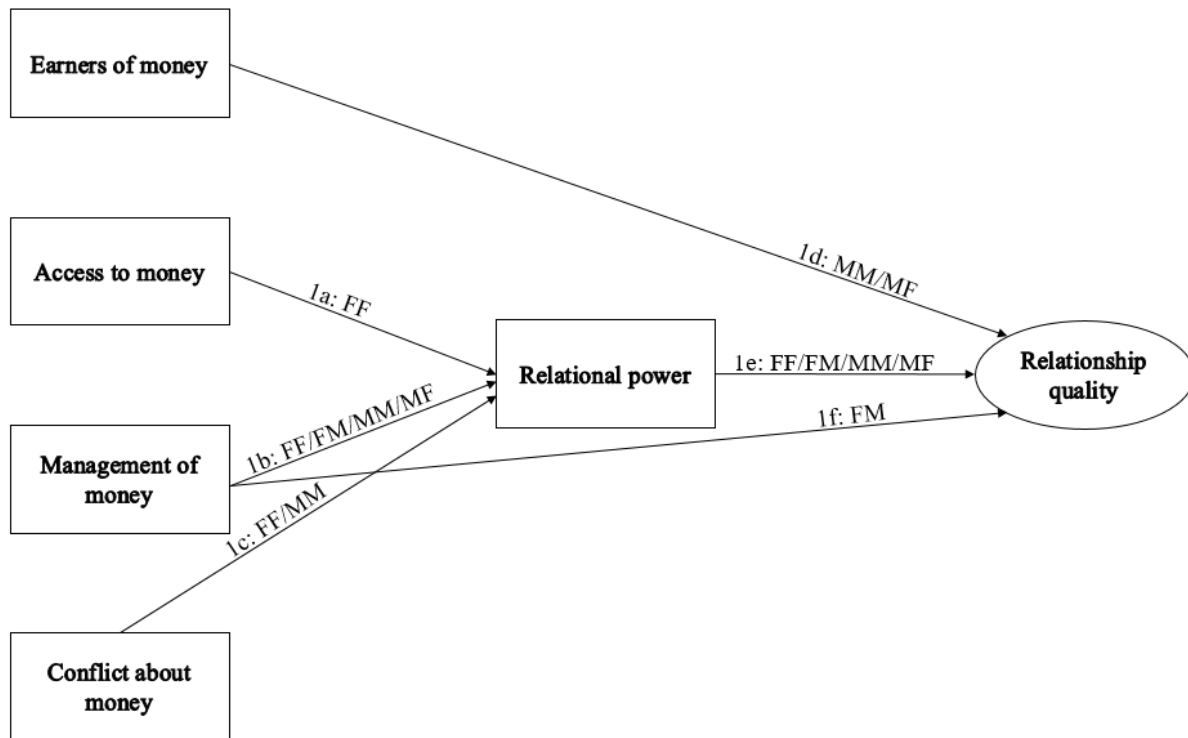 Earners of money
1d: MM/MF
Access to money
1a: FF
Relational power
1e: FF/FM/MM/MF
Relationship
quality
1b: FF/FM/MM/MF
1f: FM
Management of
money
1c: FF/MM
Conflict about
money